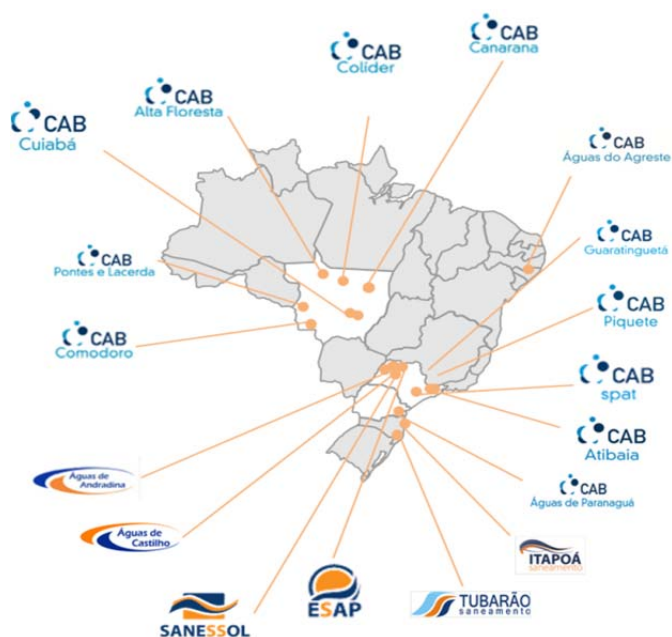 CAB
Canarana
CAB
Colíder
CAB
Alta Floresta
CAB
Cuiabá
CAB
Águas do Agreste
CAB
Guaratinguetá
CAB
Pontes e Lacerda
CAB
Piquete
CAB
Comodoro
CAB
spat
CAB
Atibaia
Águas de
Andradina
CAB
Águas de Paranaguá
Águas de
Castilho
ITAPOÁ
saneamento
SANESSOL
ESAP
TUBARÃO
saneamento